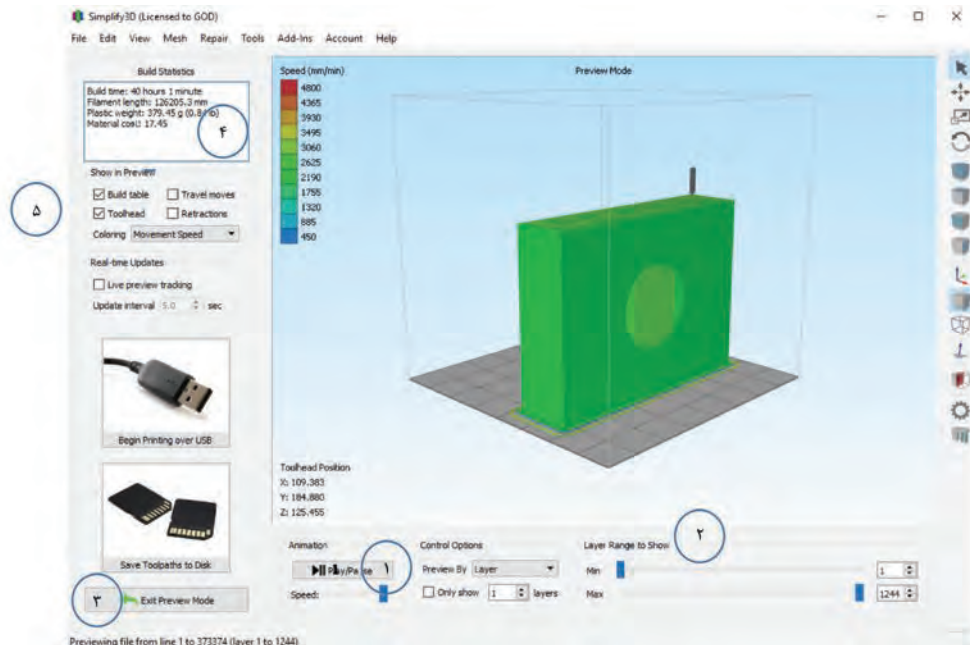 Simplify3D (Licensed to GOD)
File Edit View Mesh Repair Tools Add-Ins Account Help
Build Statistics
Build time: 40 hours 1 minute
Filament length: 126205.3 mm
Plastic weight: 379.45 g (0.84 lb)
Material cost: 17.45
۴
Show in Preview
Build table Travel moves
Toolhead Retractions
۵
Coloring Movement Speed
Real-time Updates
Live preview tracking
Update interval 5.0 sec
Begin Printing over USB
Save Toolpaths to Disk
۳
Exit Preview Mode
Speed (mm/min)
4800
4365
3930
3495
3060
2625
2190
1755
1320
885
450
Preview Mode
Toolhead Position
X: 109.383
Y: 184.880
Z: 125.455
Animation
Play/Pause
۱
Speed:
Control Options
Preview By Layer
Only show 1 layers
Layer Range to Show
۲
Min 1
Max 1244
Previewing file from line 1 to 373374 (layer 1 to 1244)